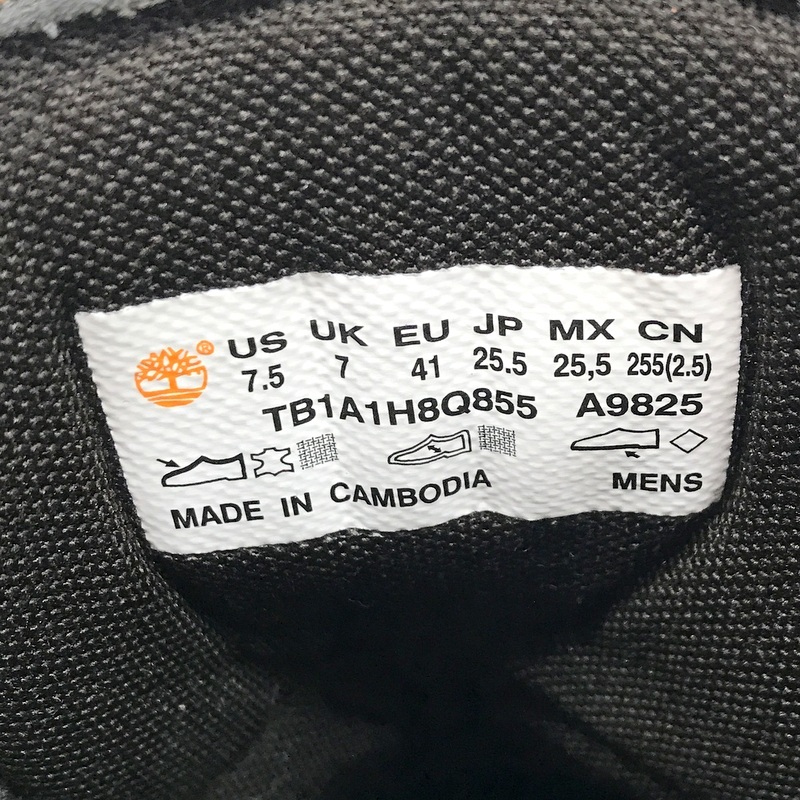 US UK EU JP MX CN
7.5 7 41 25.5 25,5 255(2.5)
TB1A1H8Q855 A9825
MADE IN CAMBODIA MENS
®